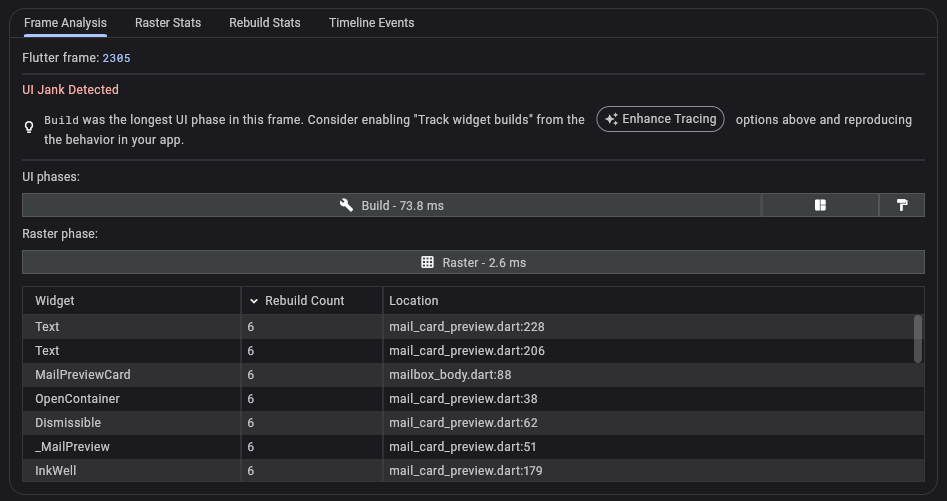 Frame Analysis Raster Stats Rebuild Stats Timeline Events
Flutter frame: 2305
UI Jank Detected
Build was the longest UI phase in this frame. Consider enabling "Track widget builds" from the Enhance Tracing options above and reproducing
the behavior in your app.
UI phases:
Build - 73.8 ms
Raster phase:
Raster - 2.6 ms
Widget Rebuild Count Location
Text 6 mail_card_preview.dart:228
Text 6 mail_card_preview.dart:206
MailPreviewCard 6 mailbox_body.dart:88
OpenContainer 6 mail_card_preview.dart:38
Dismissible 6 mail_card_preview.dart:62
_MailPreview 6 mail_card_preview.dart:51
InkWell 6 mail_card_preview.dart:179